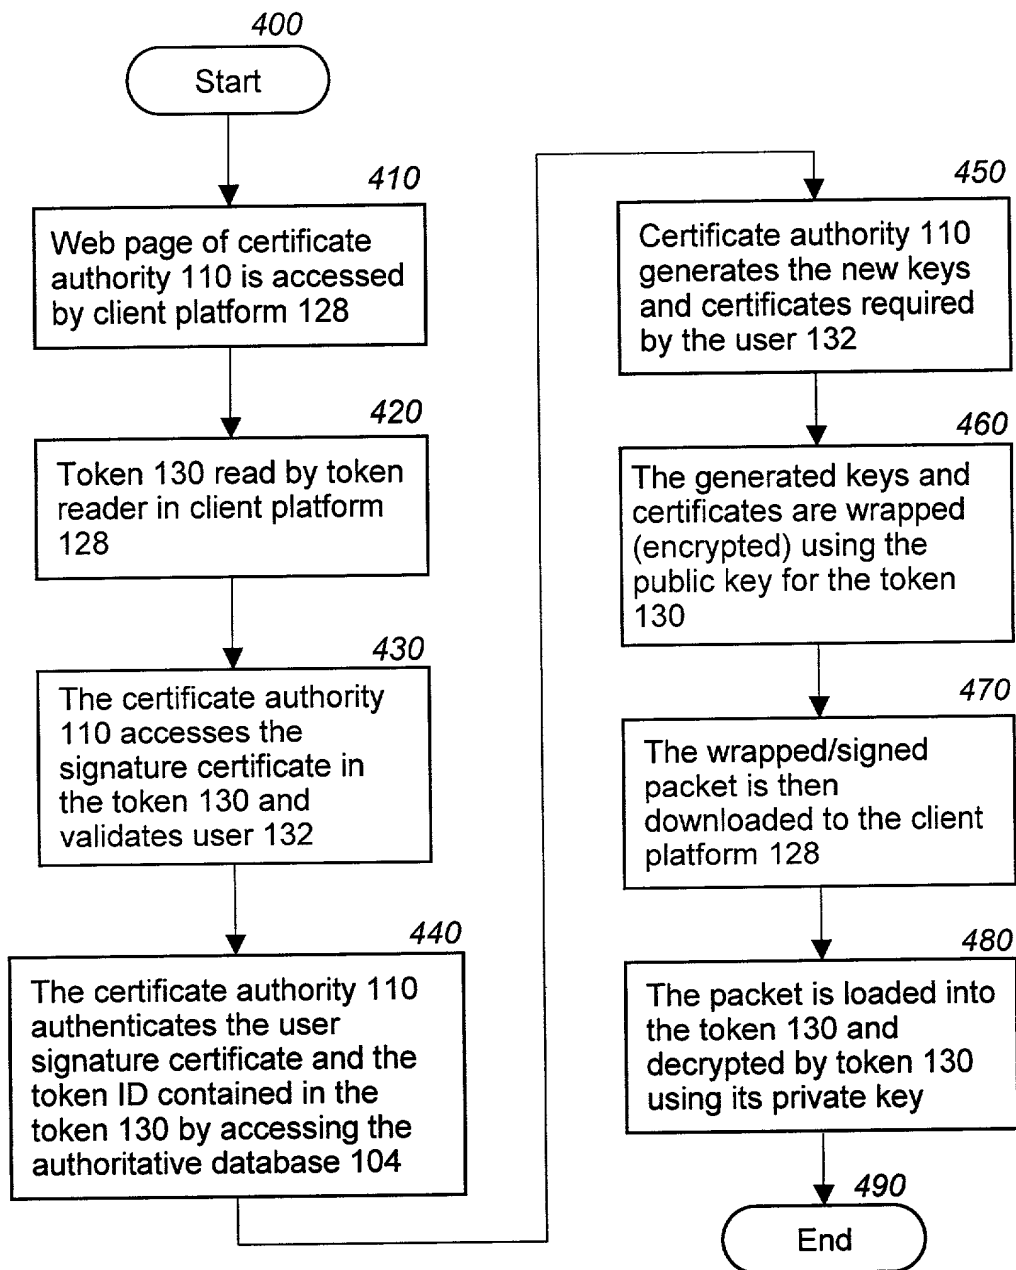 400
Start
410
Web page of certificate
authority 110 is accessed
by client platform 128
420
Token 130 read by token
reader in client platform
128
430
The certificate authority
110 accesses the
signature certificate in
the token 130 and
validates user 132
440
The certificate authority 110
authenticates the user
signature certificate and the
token ID contained in the
token 130 by accessing the
authoritative database 104
450
Certificate authority 110
generates the new keys
and certificates required
by the user 132
460
The generated keys and
certificates are wrapped
(encrypted) using the
public key for the token
130
470
The wrapped/signed
packet is then
downloaded to the client
platform 128
480
The packet is loaded into
the token 130 and
decrypted by token 130
using its private key
490
End